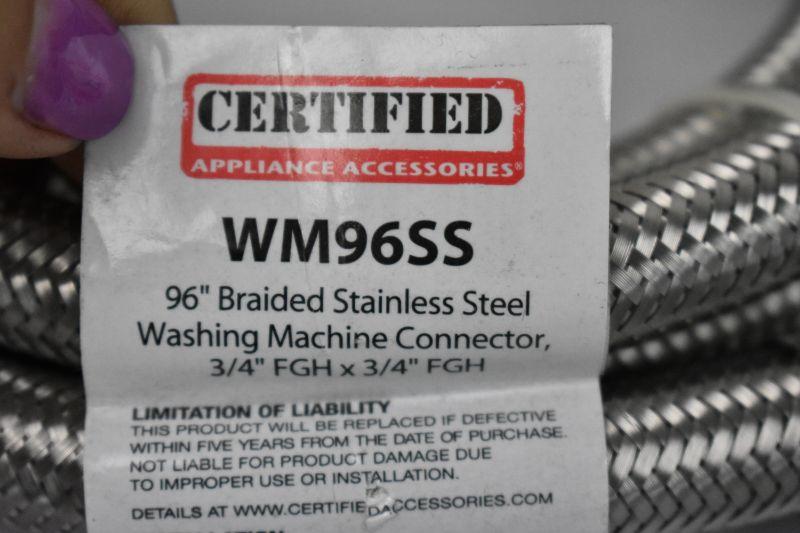 CERTIFIED
APPLIANCE ACCESSORIES®
WM96SS
96" Braided Stainless Steel
Washing Machine Connector,
3/4" FGH x 3/4" FGH
LIMITATION OF LIABILITY
THIS PRODUCT WILL BE REPLACED IF DEFECTIVE
WITHIN FIVE YEARS FROM THE DATE OF PURCHASE.
NOT LIABLE FOR PRODUCT DAMAGE DUE
TO IMPROPER USE OR INSTALLATION.
DETAILS AT WWW.CERTIFIEDACCESSORIES.COM